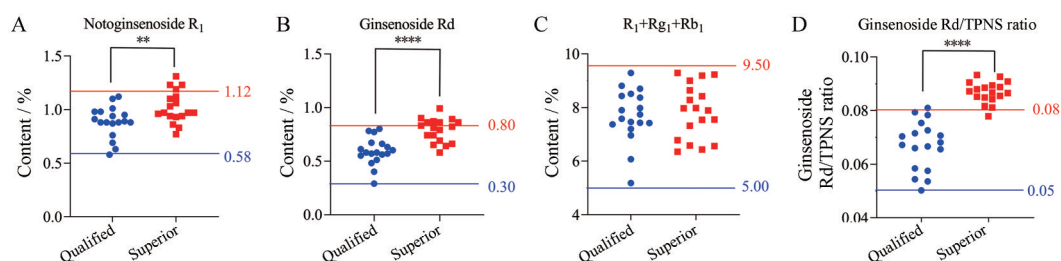 A
Notoginsenoside R₁
**
Content / %
1.5
1.0
0.5
0.0
1.12
0.58
Qualified
Superior
B
Ginsenoside Rd
****
Content / %
1.5
1.0
0.5
0.0
0.80
0.30
Qualified
Superior
C
R₁+Rg₁+Rb₁
Content / %
10
8
6
4
9.50
5.00
Qualified
Superior
D
Ginsenoside Rd/TPNS ratio
****
Ginsenoside
Rd/TPNS ratio
0.10
0.08
0.06
0.04
0.08
0.05
Qualified
Superior